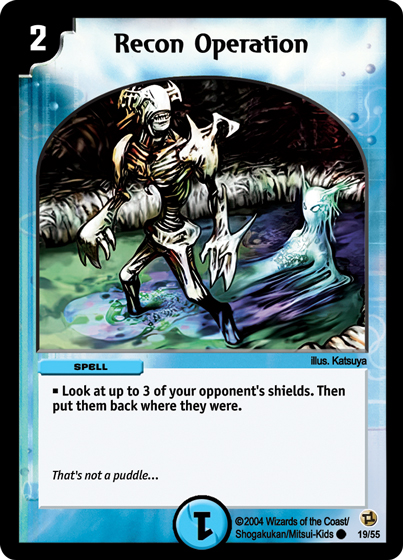 2
Recon Operation
illus. Katsuya
SPELL
▪ Look at up to 3 of your opponent's shields. Then
put them back where they were.
That's not a puddle...
1
©2004 Wizards of the Coast/
Shogakukan/Mitsui-Kids ● 19/55